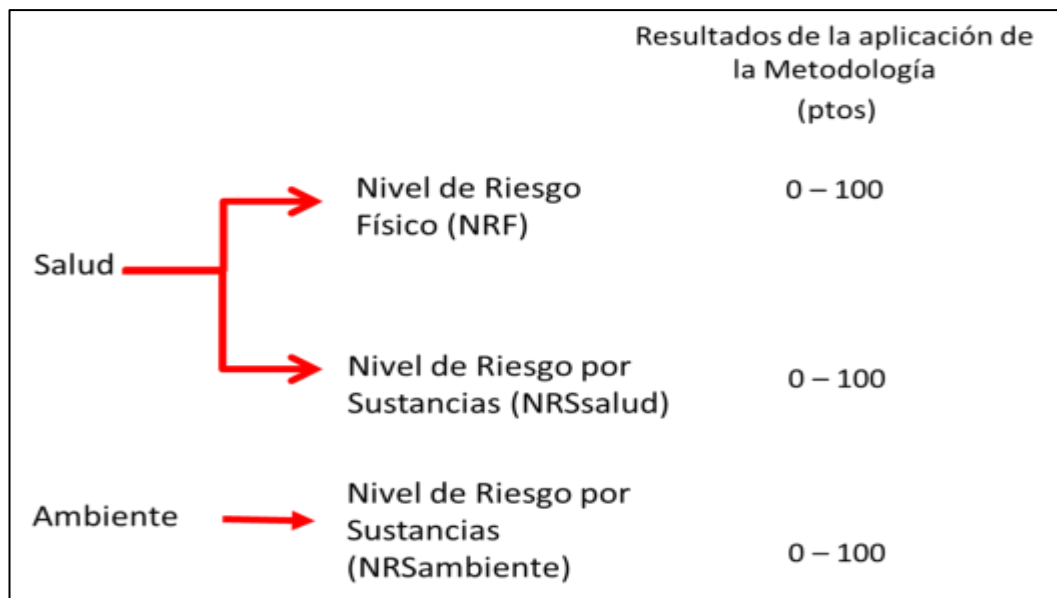 Resultados de la aplicación de
la Metodología
(ptos)
Nivel de Riesgo
Físico (NRF)
0 – 100
Salud
Nivel de Riesgo por
Sustancias (NRSsalud)
0 – 100
Ambiente
Nivel de Riesgo por
Sustancias
(NRSambiente)
0 – 100